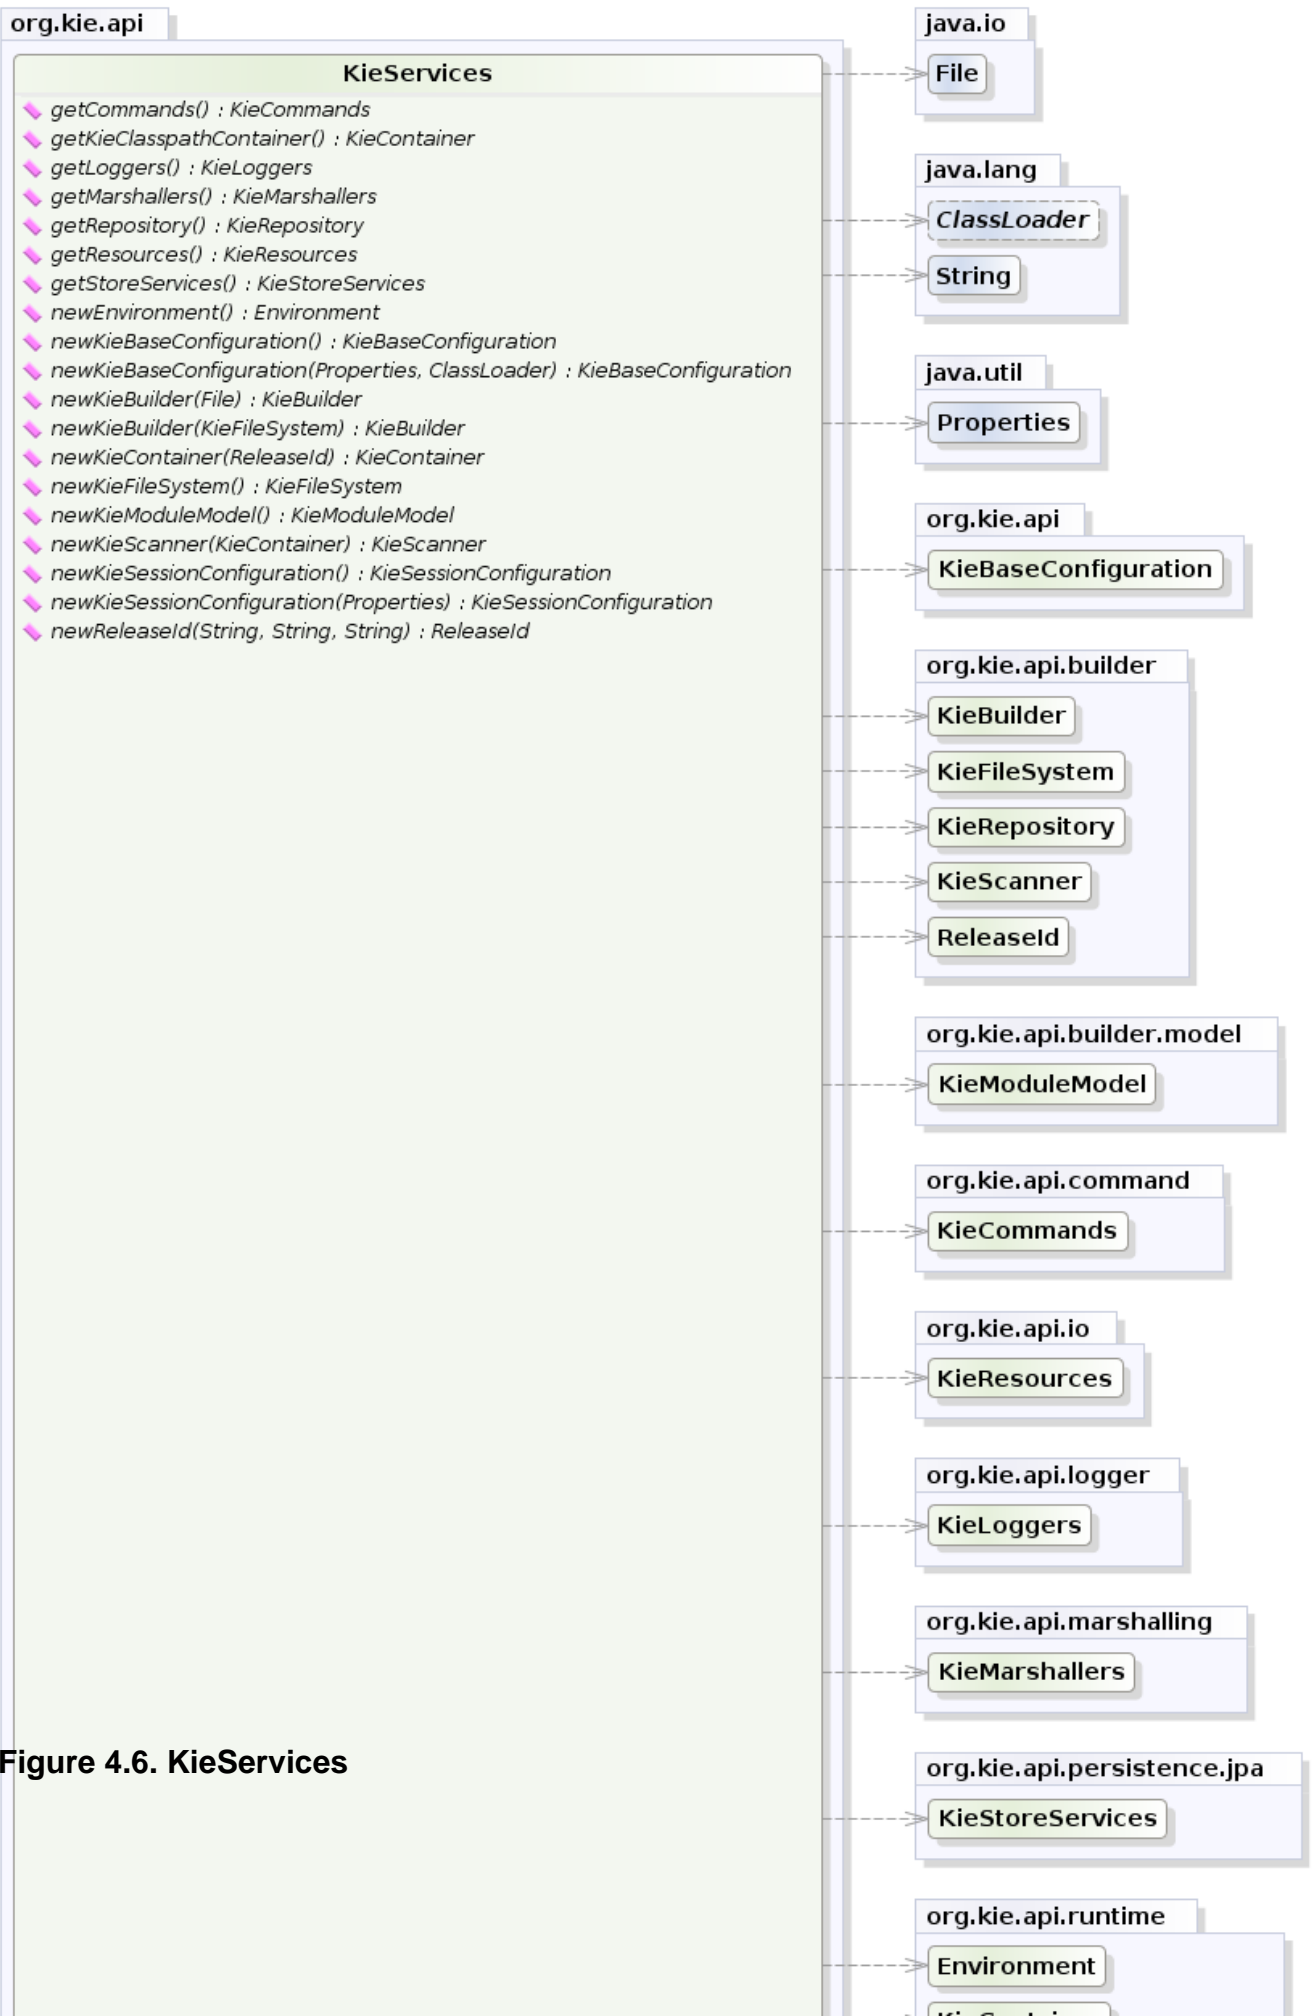 org.kie.api
KieServices
getCommands() : KieCommands
getKieClasspathContainer() : KieContainer
getLoggers() : KieLoggers
getMarshallers() : KieMarshallers
getRepository() : KieRepository
getResources() : KieResources
getStoreServices() : KieStoreServices
newEnvironment() : Environment
newKieBaseConfiguration() : KieBaseConfiguration
newKieBaseConfiguration(Properties, ClassLoader) : KieBaseConfiguration
newKieBuilder(File) : KieBuilder
newKieBuilder(KieFileSystem) : KieBuilder
newKieContainer(ReleaseId) : KieContainer
newKieFileSystem() : KieFileSystem
newKieModuleModel() : KieModuleModel
newKieScanner(KieContainer) : KieScanner
newKieSessionConfiguration() : KieSessionConfiguration
newKieSessionConfiguration(Properties) : KieSessionConfiguration
newReleaseId(String, String, String) : ReleaseId
Figure 4.6. KieServices
java.io
File
java.lang
ClassLoader
String
java.util
Properties
org.kie.api
KieBaseConfiguration
org.kie.api.builder
KieBuilder
KieFileSystem
KieRepository
KieScanner
ReleaseId
org.kie.api.builder.model
KieModuleModel
org.kie.api.command
KieCommands
org.kie.api.io
KieResources
org.kie.api.logger
KieLoggers
org.kie.api.marshalling
KieMarshallers
org.kie.api.persistence.jpa
KieStoreServices
org.kie.api.runtime
Environment